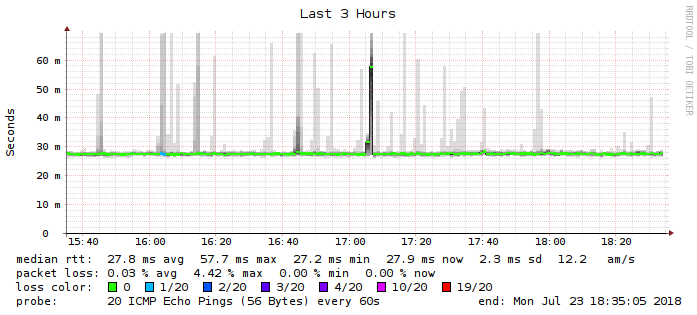 Last 3 Hours
RRDTOOL / TOBI OETIKER
Seconds
60 m
50 m
40 m
30 m
20 m
10 m
0
15:40 16:00 16:20 16:40 17:00 17:20 17:40 18:00 18:20
median rtt: 27.8 ms avg 57.7 ms max 27.2 ms min 27.9 ms now 2.3 ms sd 12.2 am/s
packet loss: 0.03 % avg 4.42 % max 0.00 % min 0.00 % now
loss color: 0 1/20 2/20 3/20 4/20 10/20 19/20
probe: 20 ICMP Echo Pings (56 Bytes) every 60s end: Mon Jul 23 18:35:05 2018